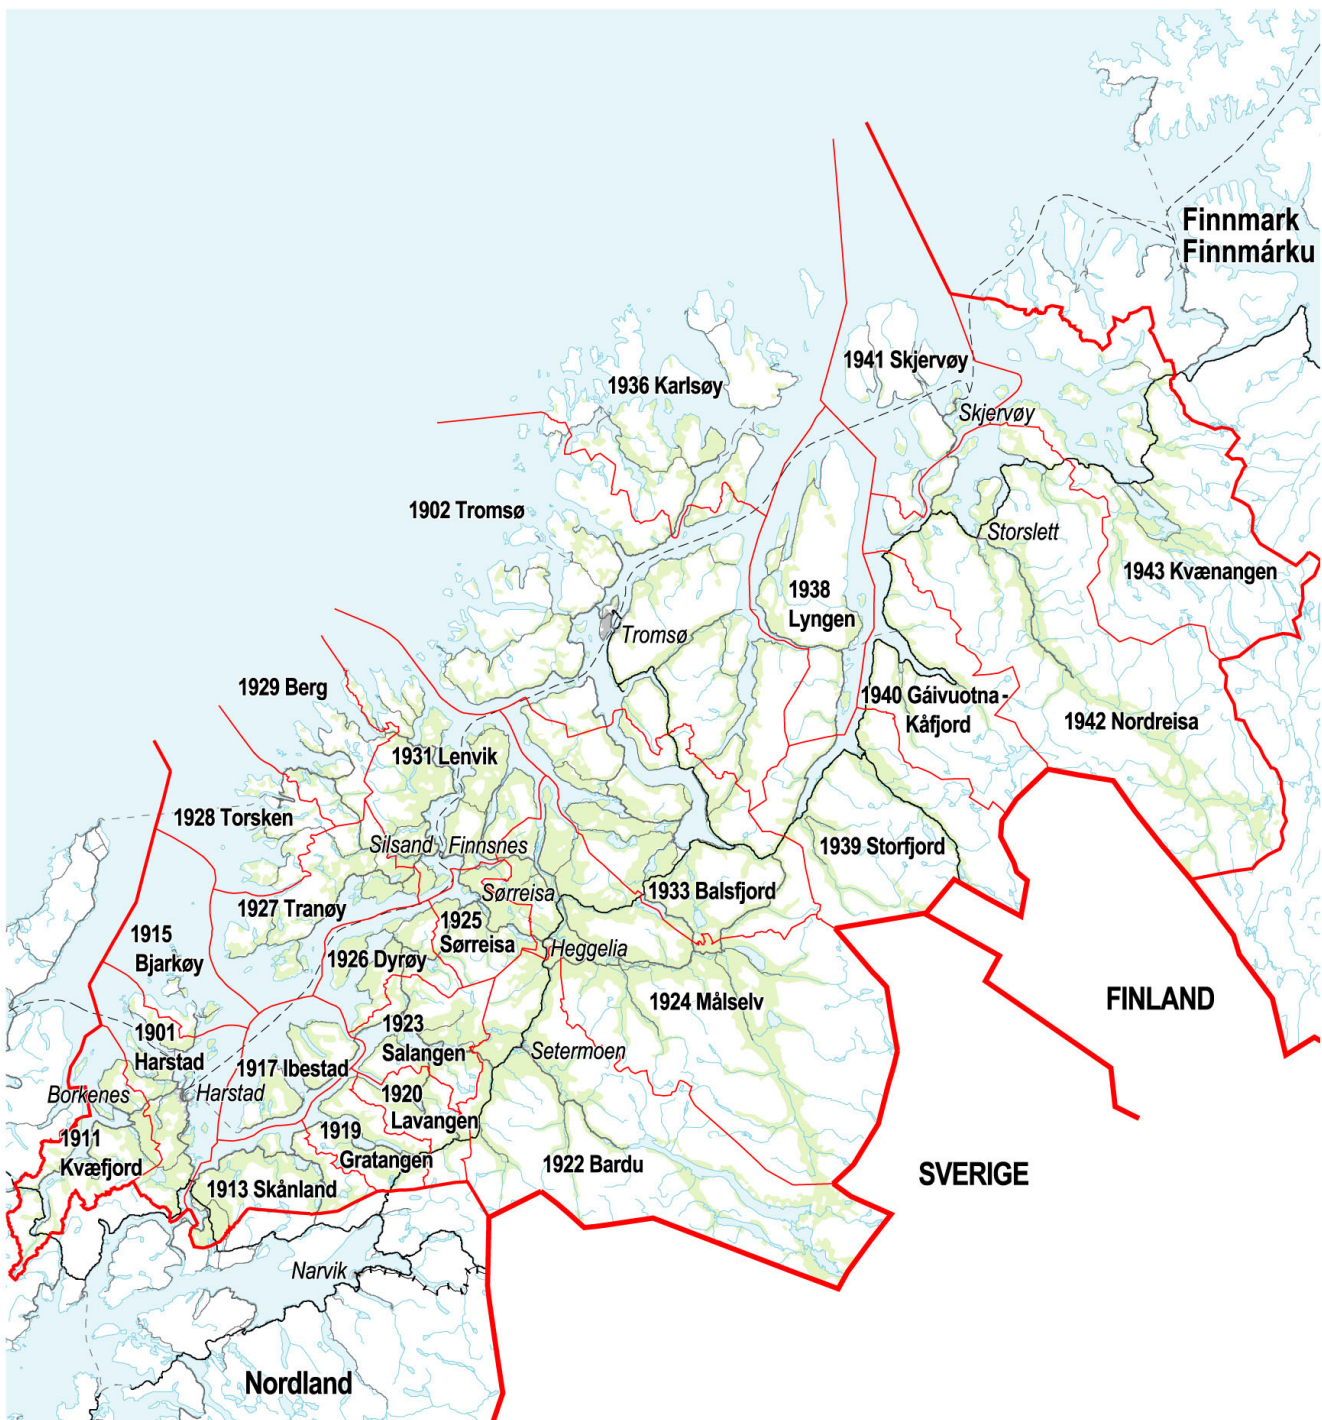 Finnmark
Finnmárku
1941 Skjervøy
1936 Karlsøy
Skjervøy
1902 Tromsø
Storslett
1943 Kvænangen
1938
Lyngen
Tromsø
1929 Berg
1940 Gáivuotna -
Kåfjord
1942 Nordreisa
1931 Lenvik
1928 Torsken
Silsand
Finnsnes
1939 Storfjord
Sørreisa
1933 Balsfjord
1927 Tranøy
1925
Sørreisa
1915
Bjarkøy
1926 Dyrøy
Heggelia
1924 Målselv
FINLAND
1901
Harstad
1923
Salangen
Setermoen
1917 Ibestad
Borkenes
Harstad
1920
Lavangen
1911
Kvæfjord
1919
Gratangen
1922 Bardu
SVERIGE
1913 Skånland
Narvik
Nordland